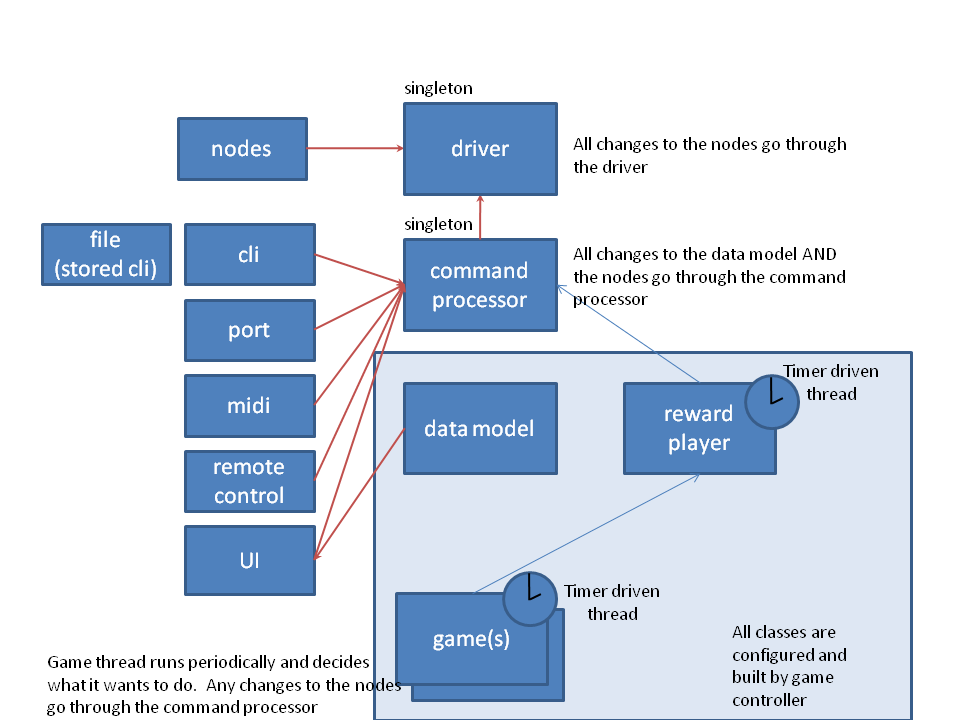 singleton
nodes
driver
All changes to the nodes go through
the driver
singleton
file
(stored cli)
cli
command
processor
All changes to the data model AND
the nodes go through the command
processor
port
midi
data model
reward
player
Timer driven
thread
remote
control
UI
game(s)
Timer driven
thread
All classes are
configured and
built by game
controller
Game thread runs periodically and decides
what it wants to do.  Any changes to the nodes
go through the command processor